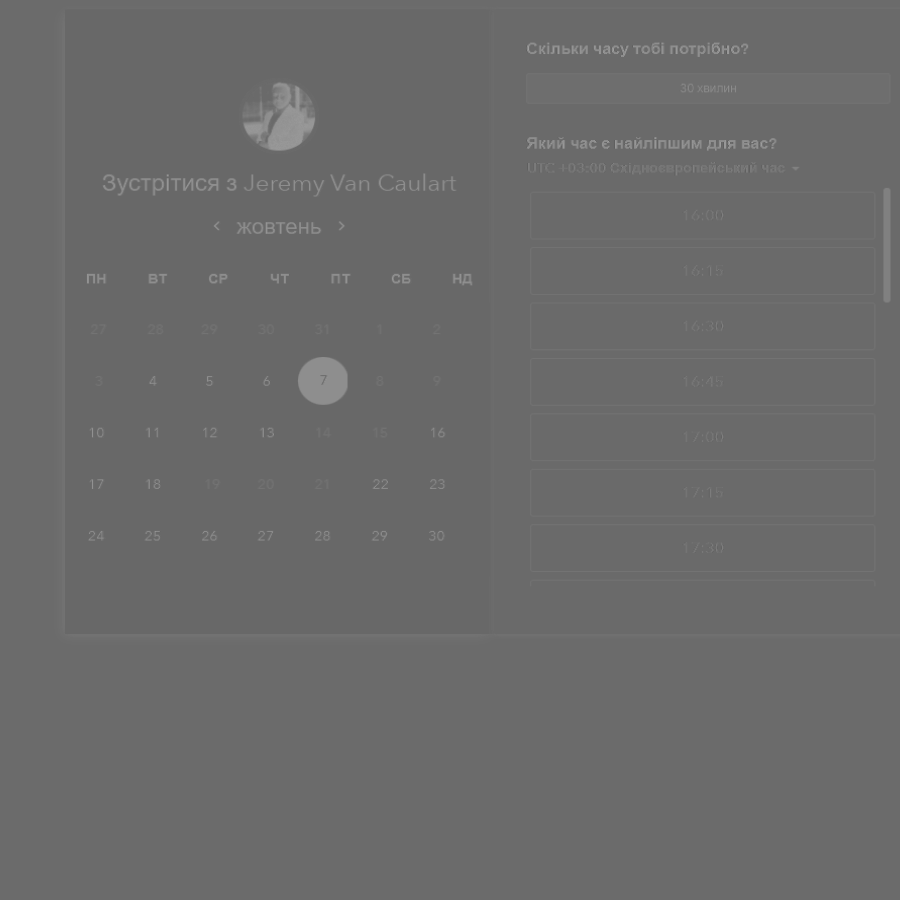 Зустрітися з Jeremy Van Caulart
жовтень
ПН ВТ СР ЧТ ПТ СБ НД
27 28 29 30 31 1 2
3 4 5 6 7 8 9
10 11 12 13 14 15 16
17 18 19 20 21 22 23
24 25 26 27 28 29 30
Скільки часу тобі потрібно?
30 хвилин
Який час є найліпшим для вас?
UTC +03:00 Східноєвропейський час
16:00
16:15
16:30
16:45
17:00
17:15
17:30